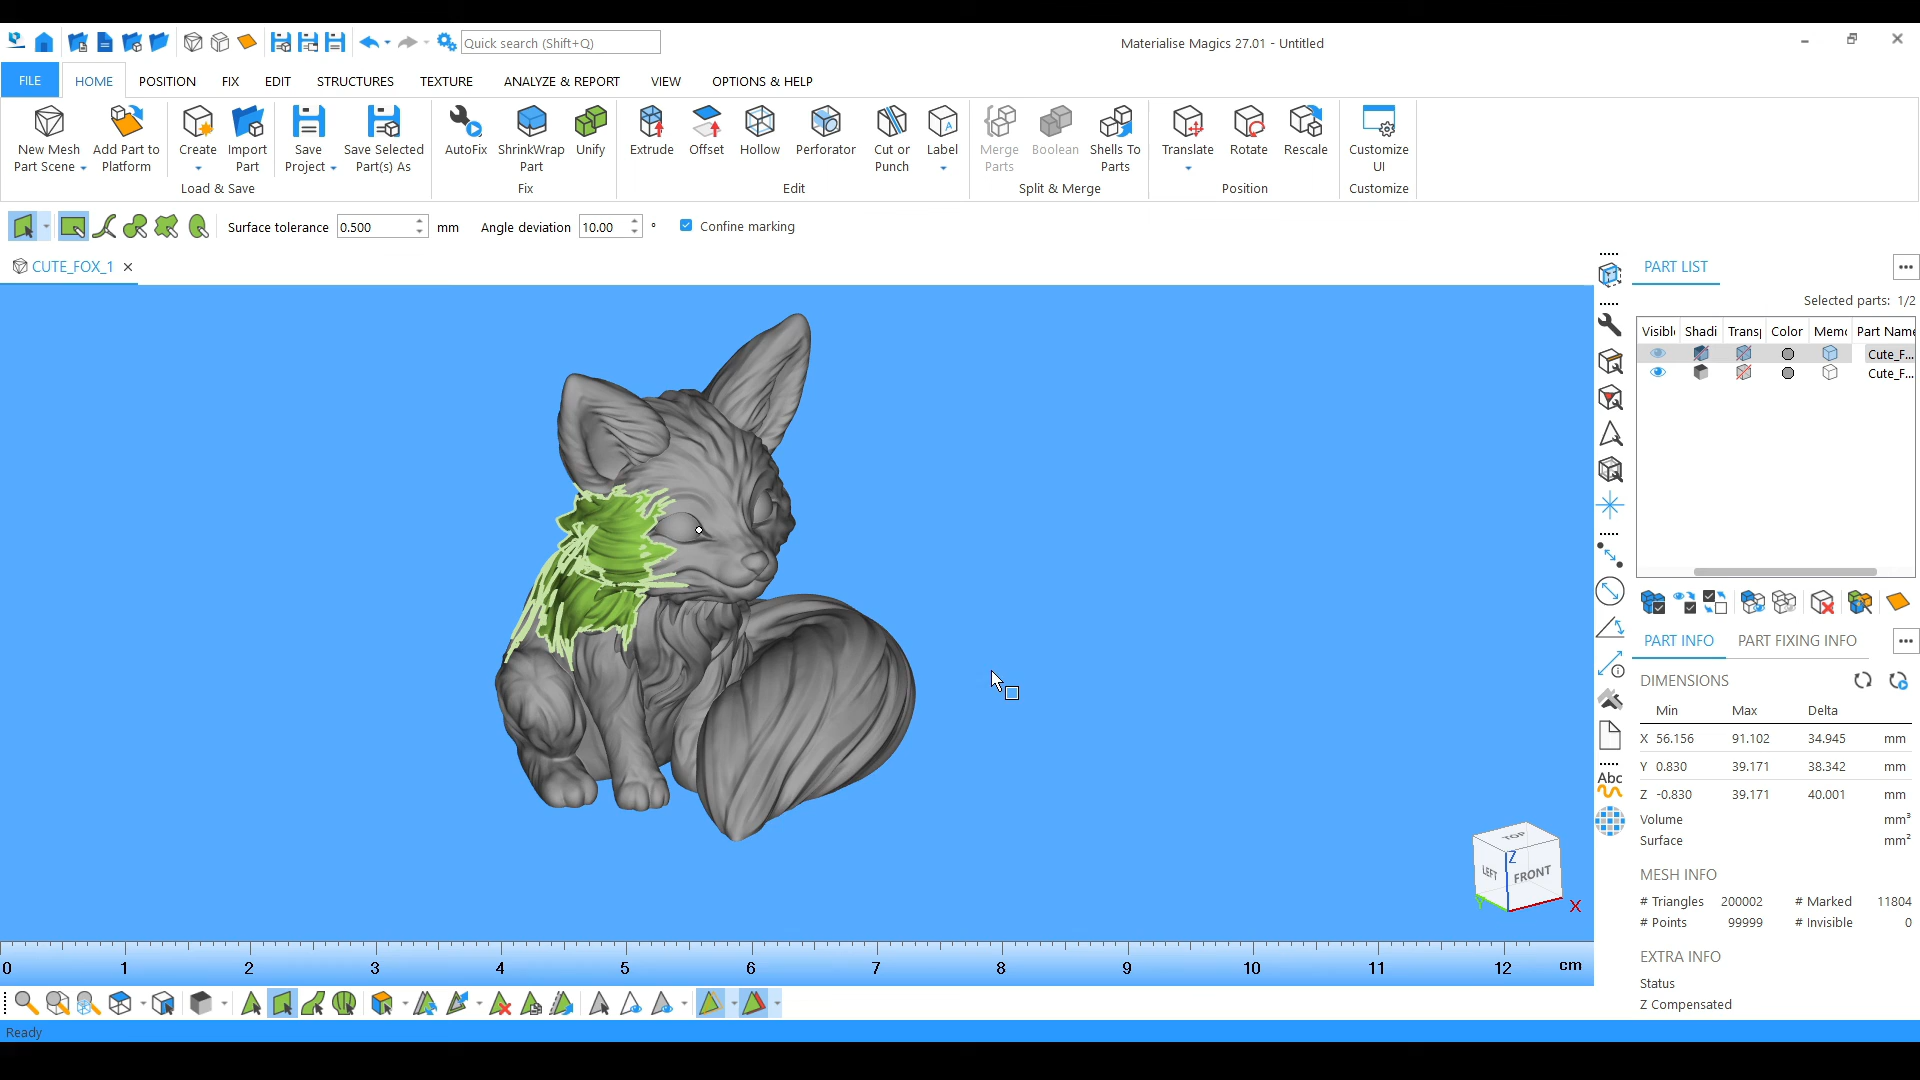 Quick search (Shift+Q)
Materialise Magics 27.01 - Untitled
FILE HOME POSITION FIX EDIT STRUCTURES TEXTURE ANALYZE & REPORT VIEW OPTIONS & HELP
New Mesh Part Scene
Add Part to Platform
Create
Import Part
Save Project
Save Selected Part(s) As
AutoFix
ShrinkWrap Part
Unify
Extrude
Offset
Hollow
Perforator
Cut or Punch
Label
Merge Parts
Boolean
Shells To Parts
Translate
Rotate
Rescale
Customize UI
Load & Save
Fix
Edit
Split & Merge
Position
Customize
Surface tolerance 0.500 mm Angle deviation 10.00 ° Confine marking
CUTE_FOX_1
PART LIST
Selected parts: 1/2
Visibl Shadi Transp Color Memo Part Name
Cute_F...
Cute_F...
PART INFO PART FIXING INFO
DIMENSIONS
Min Max Delta
X 56.156 91.102 34.945 mm
Y 0.830 39.171 38.342 mm
Z -0.830 39.171 40.001 mm
Volume mm³
Surface mm²
MESH INFO
# Triangles 200002 # Marked 11804
# Points 99999 # Invisible 0
EXTRA INFO
Status
Z Compensated
Abc
TOP
LEFT FRONT
Z
Y
X
0 1 2 3 4 5 6 7 8 9 10 11 12 cm
Ready